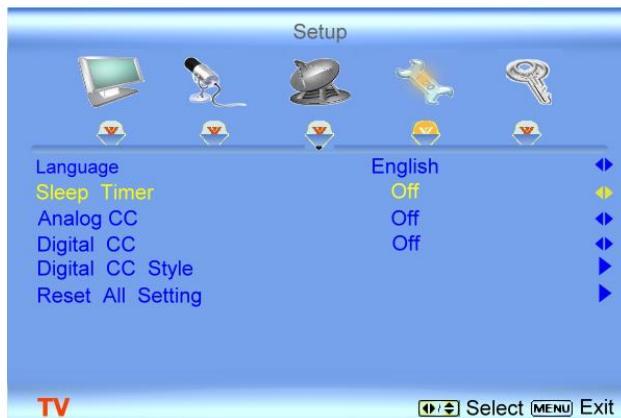 Setup
Language English
Sleep Timer Off
Analog CC Off
Digital CC Off
Digital CC Style
Reset All Setting
TV Select MENU Exit